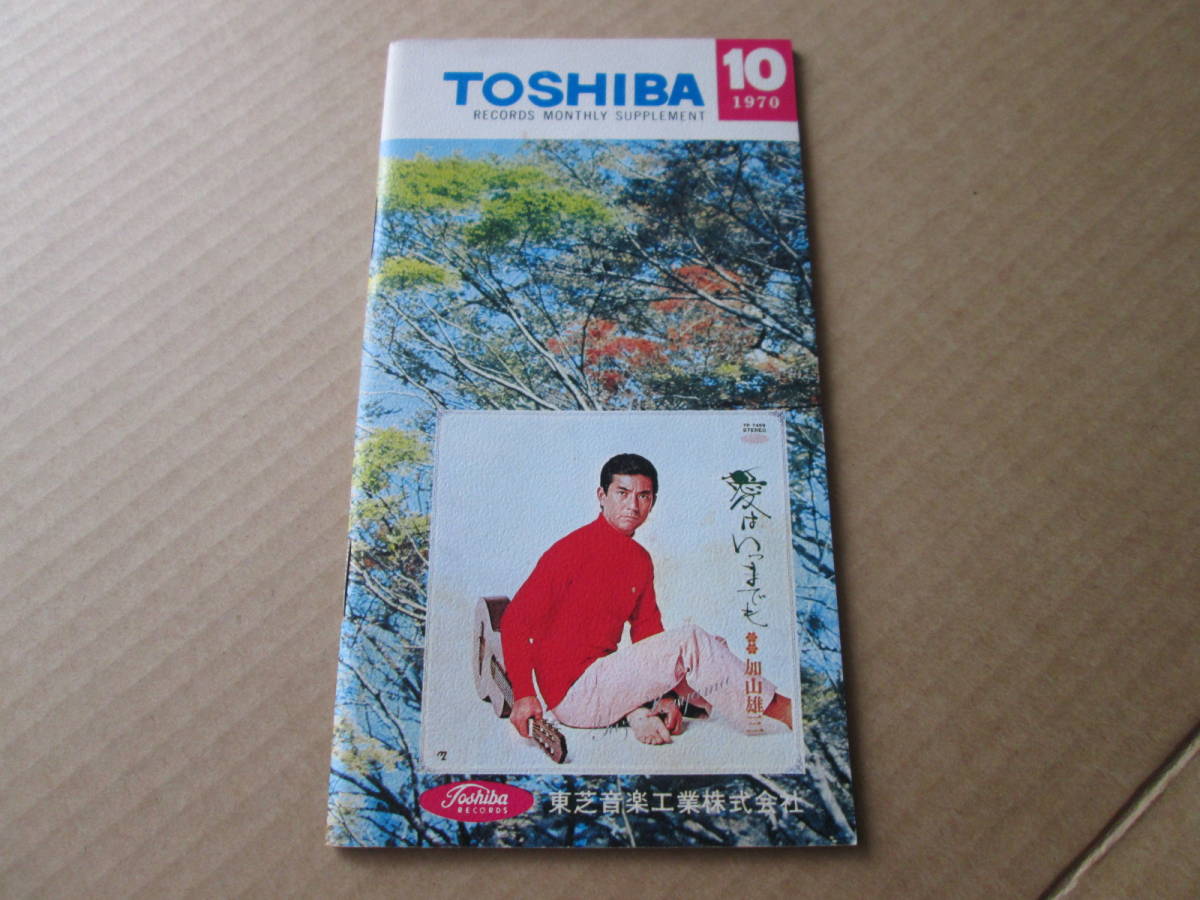 TOSHIBA
RECORDS MONTHLY SUPPLEMENT
10
1970
STEREO
愛はいつまでも
加山雄三
Toshiba
RECORDS
東芝音楽工業株式会社